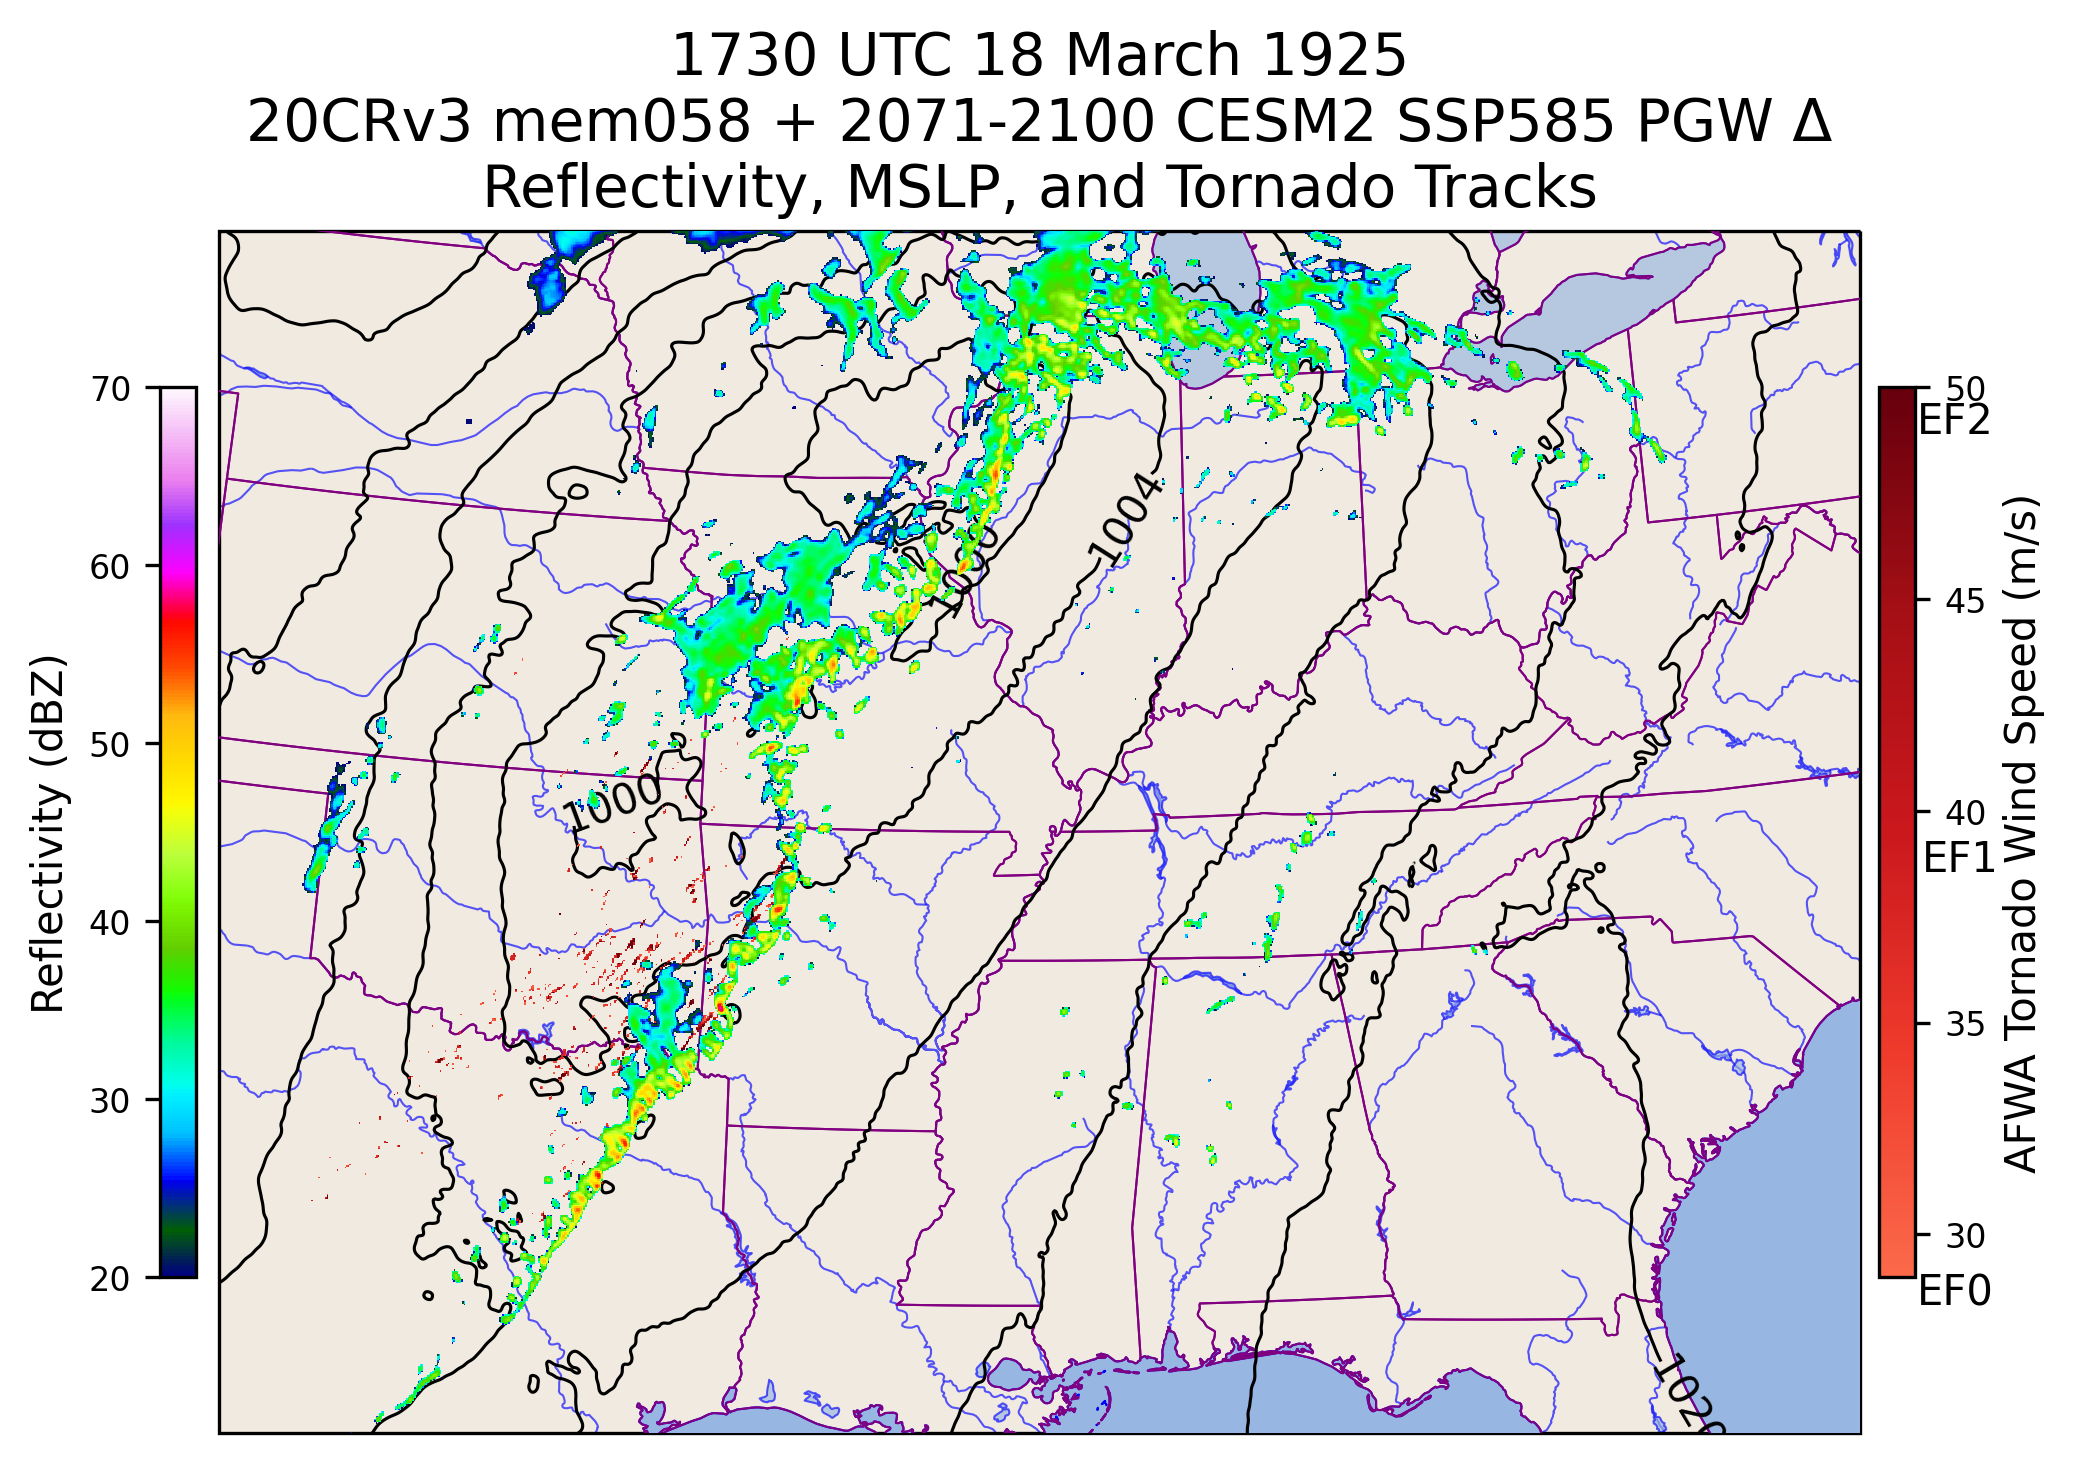 1730 UTC 18 March 1925
20CRv3 mem058 + 2071-2100 CESM2 SSP585 PGW Δ
Reflectivity, MSLP, and Tornado Tracks
Reflectivity (dBZ)
70
60
50
40
30
20
1004
1000
1000
1020
50
EF2
45
40
EF1
35
30
EF0
AFWA Tornado Wind Speed (m/s)